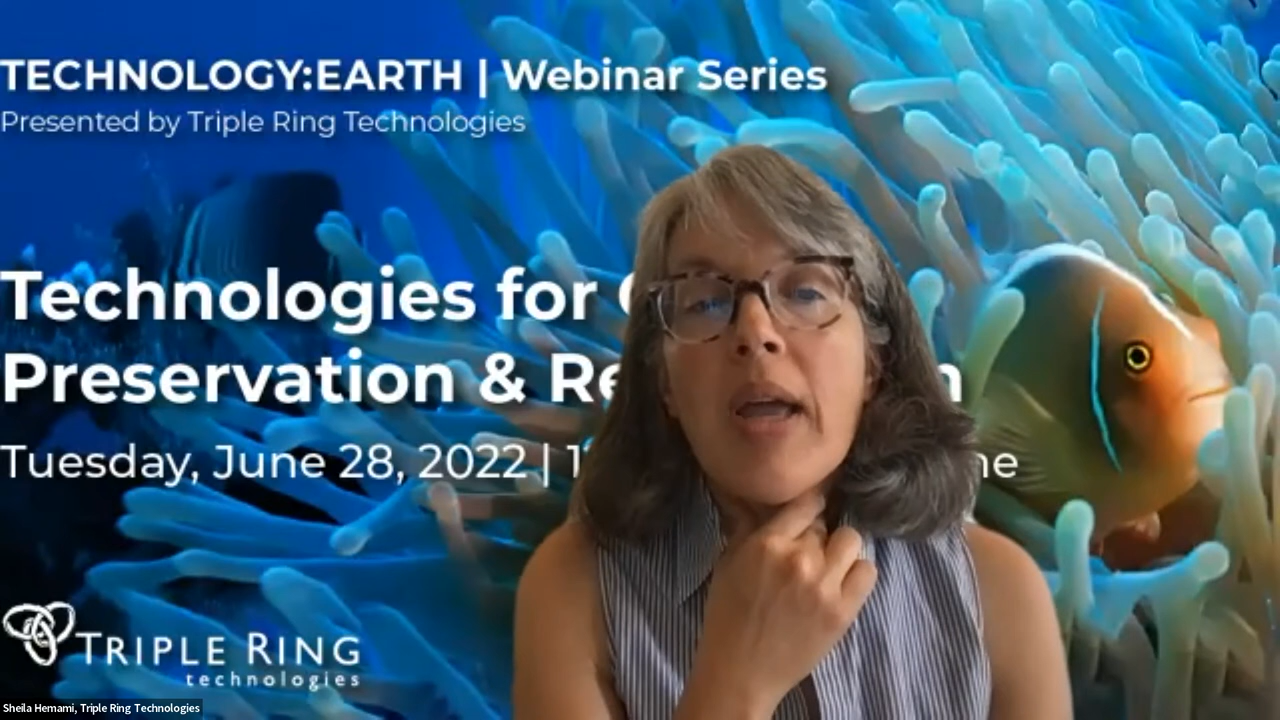 TECHNOLOGY:EARTH | Webinar Series
Presented by Triple Ring Technologies
Technologies for
Preservation &
Tuesday, June 28, 2022 |
TRIPLE RING
technologies
Sheila Hemami, Triple Ring Technologies